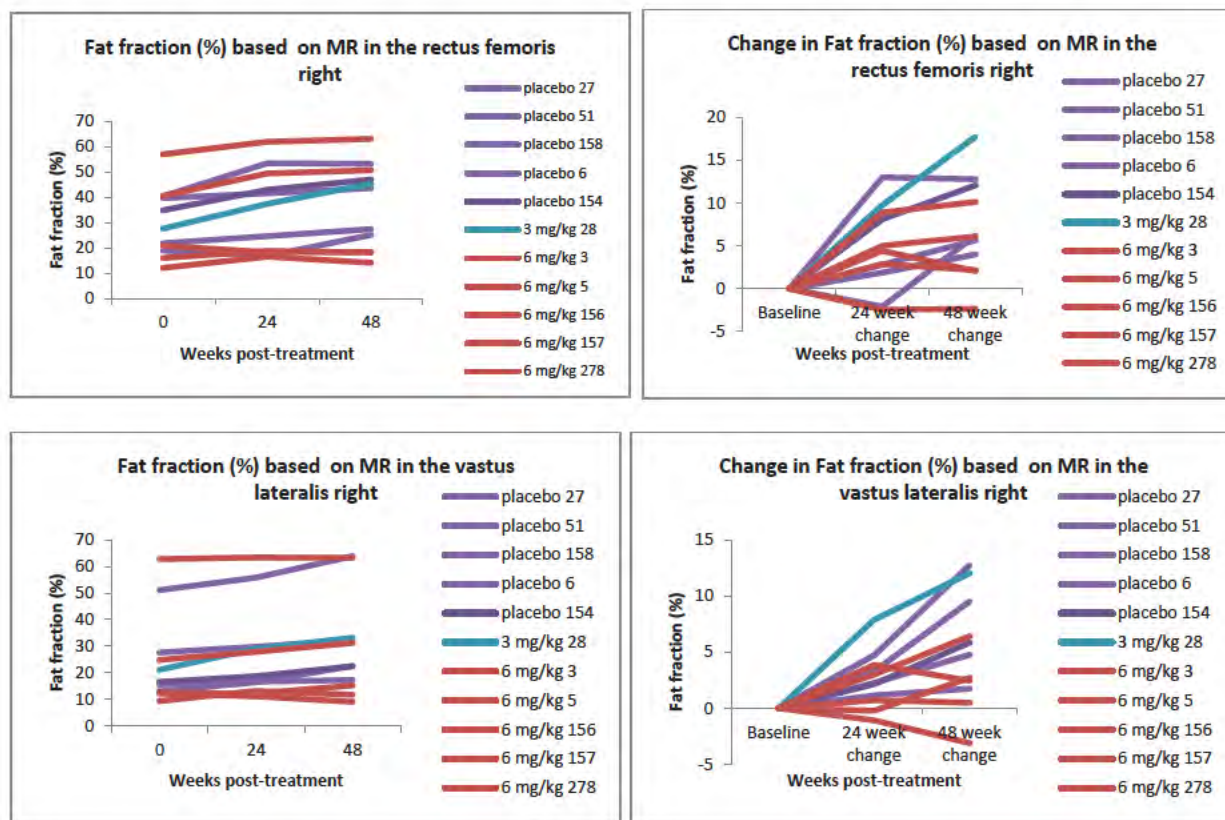 Fat fraction (%) based on MR in the rectus femoris
right
Fat fraction (%)
70
60
50
40
30
20
10
0
0
24
48
Weeks post-treatment
placebo 27
placebo 51
placebo 158
placebo 6
placebo 154
3 mg/kg 28
6 mg/kg 3
6 mg/kg 5
6 mg/kg 156
6 mg/kg 157
6 mg/kg 278
Change in Fat fraction (%) based on MR in the
rectus femoris right
Fat fraction (%)
20
15
10
5
0
-5
Baseline
24 week
change
48 week
change
Weeks post-treatment
placebo 27
placebo 51
placebo 158
placebo 6
placebo 154
3 mg/kg 28
6 mg/kg 3
6 mg/kg 5
6 mg/kg 156
6 mg/kg 157
6 mg/kg 278
Fat fraction (%) based on MR in the vastus
lateralis right
Fat fraction (%)
70
60
50
40
30
20
10
0
0
24
48
Weeks post-treatment
placebo 27
placebo 51
placebo 158
placebo 6
placebo 154
3 mg/kg 28
6 mg/kg 3
6 mg/kg 5
6 mg/kg 156
6 mg/kg 157
6 mg/kg 278
Change in Fat fraction (%) based on MR in the
vastus lateralis right
Fat fraction (%)
15
10
5
0
-5
Baseline
24 week
change
48 week
change
Weeks post-treatment
placebo 27
placebo 51
placebo 158
placebo 6
placebo 154
3 mg/kg 28
6 mg/kg 3
6 mg/kg 5
6 mg/kg 156
6 mg/kg 157
6 mg/kg 278